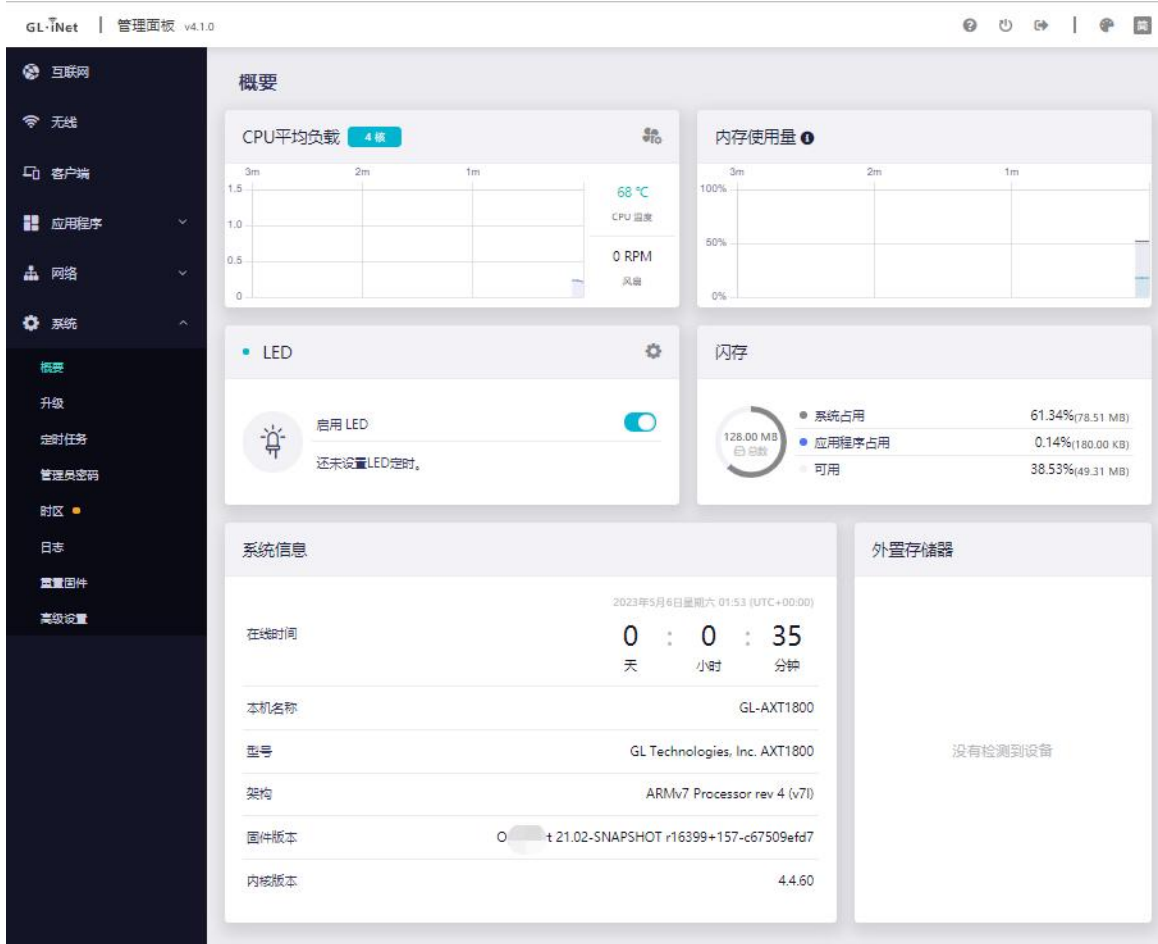 GL·iNet | 管理面板 v4.1.0
简
互联网
无线
客户端
应用程序
网络
系统
概要
升级
定时任务
管理员密码
时区
日志
重置固件
高级设置
概要
CPU平均负载 4 核
3m 2m 1m
1.5
1.0
0.5
0
68 °C
CPU 温度
0 RPM
风扇
内存使用量
3m 2m 1m
100%
50%
0%
LED
启用 LED
还未设置LED定时。
闪存
128.00 MB
总数
系统占用 61.34%(78.51 MB)
应用程序占用 0.14%(180.00 KB)
可用 38.53%(49.31 MB)
系统信息
2023年5月6日星期六 01:53 (UTC+00:00)
在线时间 0 : 0 : 35
天 小时 分钟
本机名称 GL-AXT1800
型号 GL Technologies, Inc. AXT1800
架构 ARMv7 Processor rev 4 (v7l)
固件版本 O t 21.02-SNAPSHOT r16399+157-c67509efd7
内核版本 4.4.60
外置存储器
没有检测到设备